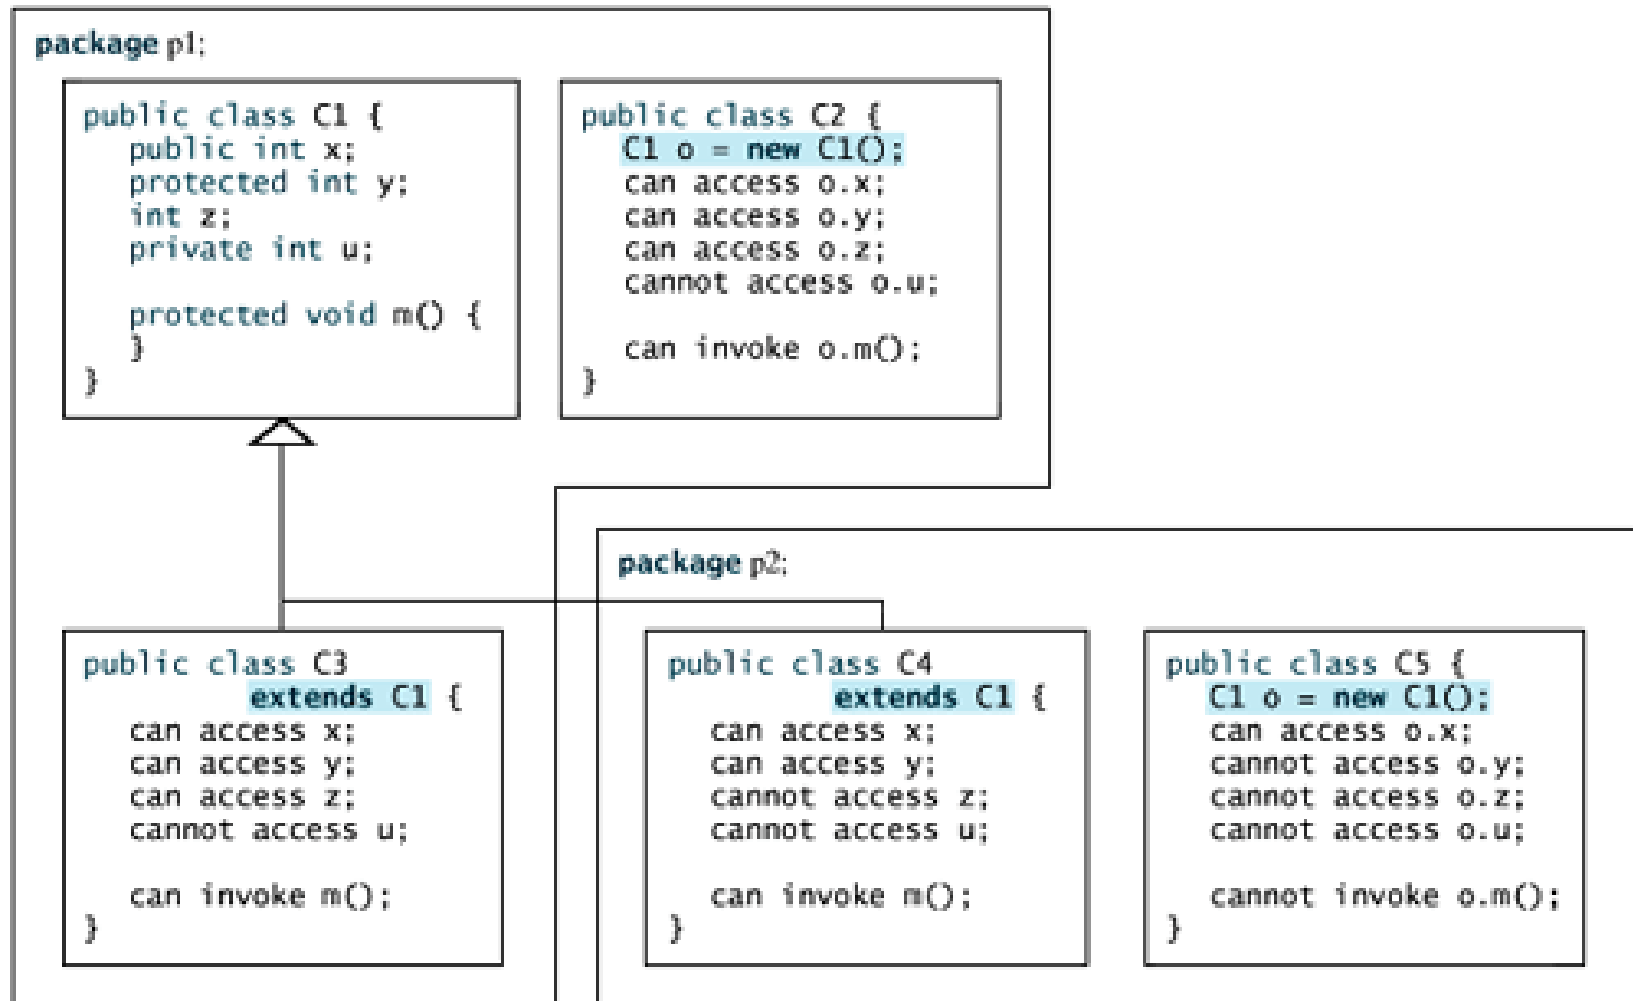 package p1;
public class C1 {
public int x;
protected int y;
int z;
private int u;
protected void m() {
}
}
public class C2 {
C1 o = new C1();
can access o.x;
can access o.y;
can access o.z;
cannot access o.u;
can invoke o.m();
}
package p2;
public class C3
extends C1 {
can access x;
can access y;
can access z;
cannot access u;
can invoke m();
}
public class C4
extends C1 {
can access x;
can access y;
cannot access z;
cannot access u;
can invoke m();
}
public class C5 {
C1 o = new C1();
can access o.x;
cannot access o.y;
cannot access o.z;
cannot access o.u;
cannot invoke o.m();
}